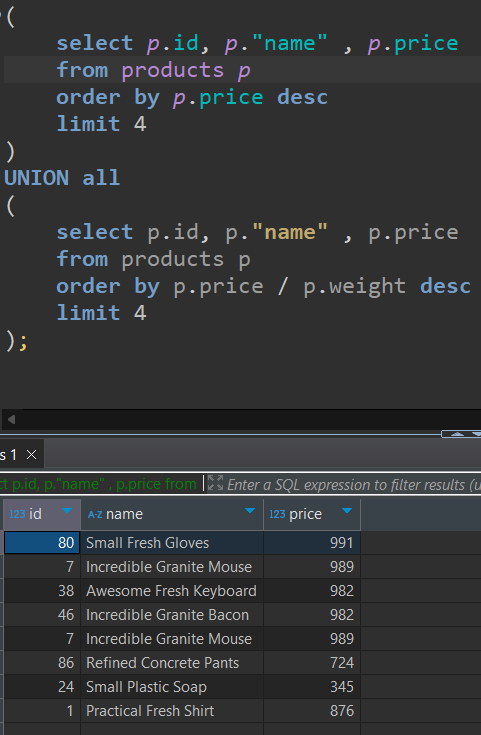 (
select p.id, p."name" , p.price
from products p
order by p.price desc
limit 4
)
UNION all
(
select p.id, p."name" , p.price
from products p
order by p.price / p.weight desc
limit 4
);
s 1 ×
ct p.id, p."name" , p.price from Enter a SQL expression to filter results (u
123 id A-Z name 123 price
80 Small Fresh Gloves 991
7 Incredible Granite Mouse 989
38 Awesome Fresh Keyboard 982
46 Incredible Granite Bacon 982
7 Incredible Granite Mouse 989
86 Refined Concrete Pants 724
24 Small Plastic Soap 345
1 Practical Fresh Shirt 876